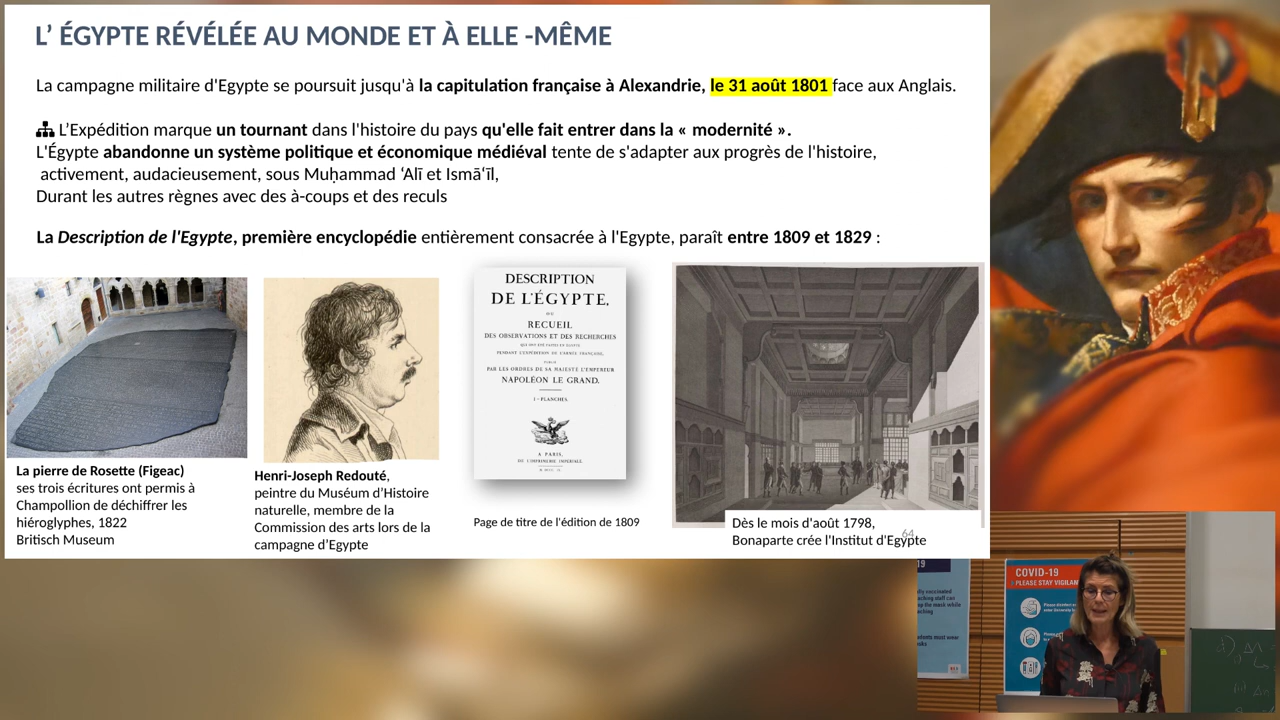 L’ ÉGYPTE RÉVÉLÉE AU MONDE ET À ELLE -MÊME
La campagne militaire d'Egypte se poursuit jusqu'à la capitulation française à Alexandrie, le 31 août 1801 face aux Anglais.
L’Expédition marque un tournant dans l'histoire du pays qu'elle fait entrer dans la « modernité ».
L'Égypte abandonne un système politique et économique médiéval tente de s'adapter aux progrès de l'histoire,
activement, audacieusement, sous Muḥammad ‘Alī et Ismā‘īl,
Durant les autres règnes avec des à-coups et des reculs
La Description de l'Egypte, première encyclopédie entièrement consacrée à l'Egypte, paraît entre 1809 et 1829 :
DESCRIPTION
DE L'ÉGYPTE,
OU
RECUEIL
DES OBSERVATIONS ET DES RECHERCHES
QUI ONT ÉTÉ FAITES EN ÉGYPTE
PENDANT L'EXPÉDITION DE L'ARMÉE FRANÇAISE,
PUBLIÉ
PAR LES ORDRES DE SA MAJESTÉ L'EMPEREUR
NAPOLÉON LE GRAND.
I - PLANCHES
A PARIS,
DE L'IMPRIMERIE IMPÉRIALE.
La pierre de Rosette (Figeac)
ses trois écritures ont permis à
Champollion de déchiffrer les
hiéroglyphes, 1822
Britisch Museum
Henri-Joseph Redouté,
peintre du Muséum d’Histoire
naturelle, membre de la
Commission des arts lors de la
campagne d’Egypte
Page de titre de l'édition de 1809
Dès le mois d'août 1798,
Bonaparte crée l'Institut d'Egypte
64
19
COVID-19
PLEASE STAY VIGILAN